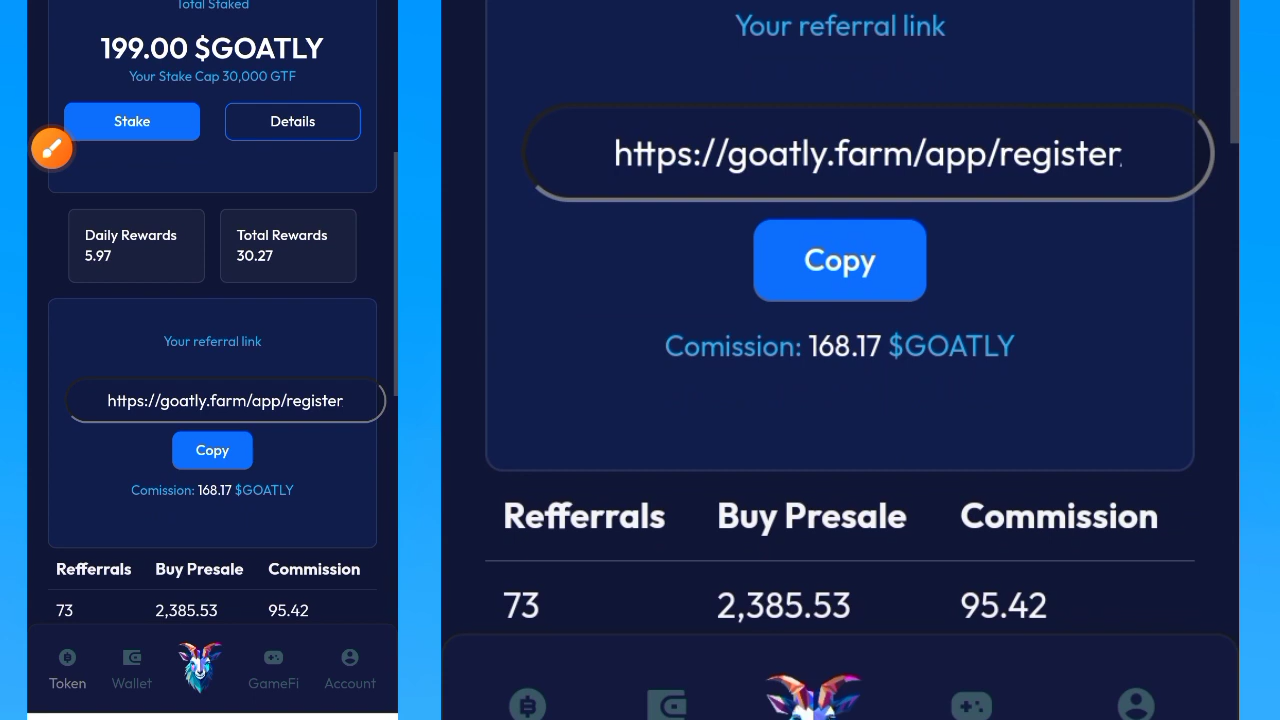 Total Staked
199.00 $GOATLY
Your Stake Cap 30,000 GTF
Stake
Details
Daily Rewards
5.97
Total Rewards
30.27
Your referral link
https://goatly.farm/app/register
Copy
Comission: 168.17 $GOATLY
Refferrals Buy Presale Commission
73 2,385.53 95.42
Token Wallet GameFi Account
Your referral link
https://goatly.farm/app/register
Copy
Comission: 168.17 $GOATLY
Refferrals Buy Presale Commission
73 2,385.53 95.42